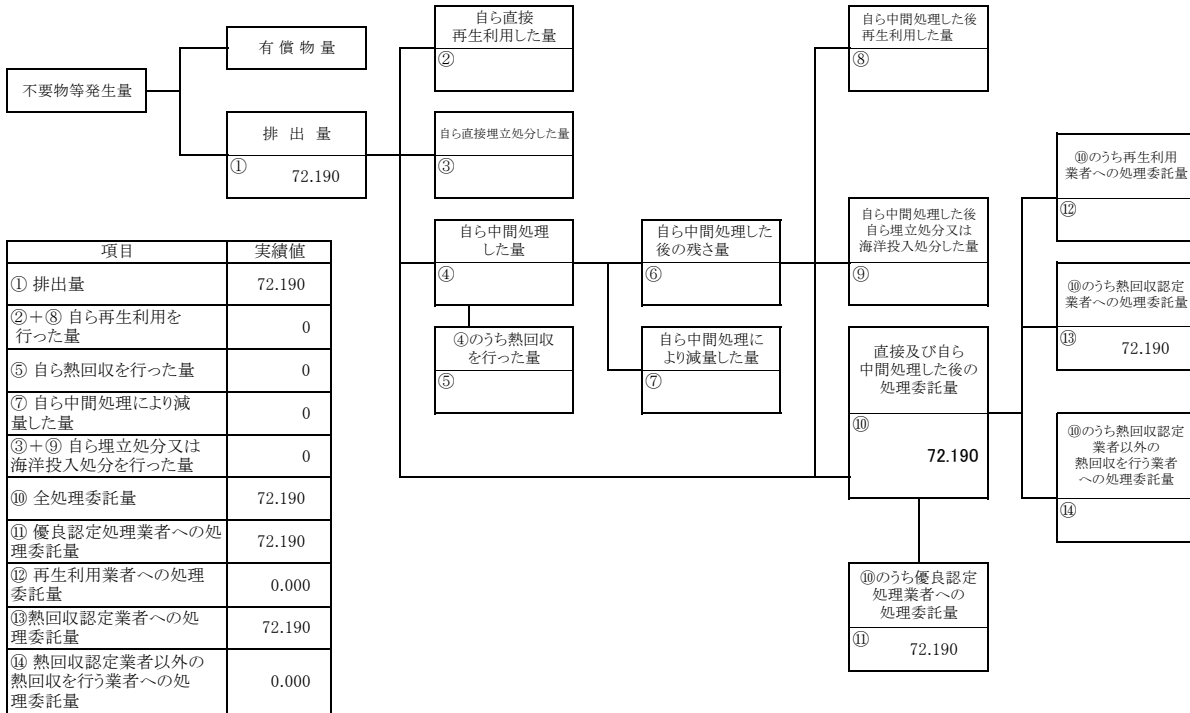 不要物等発生量
有 償 物 量
排 出 量
①
72.190
自ら直接
再生利用した量
②
自ら直接埋立処分した量
③
自ら中間処理
した量
④
④のうち熱回収
を行った量
⑤
自ら中間処理した
後の残さ量
⑥
自ら中間処理に
より減量した量
⑦
自ら中間処理した後
再生利用した量
⑧
自ら中間処理した後
自ら埋立処分又は
海洋投入処分した量
⑨
直接及び自ら
中間処理した後の
処理委託量
⑩
72.190
⑩のうち優良認定
処理業者への
処理委託量
⑪
72.190
⑩のうち再生利用
業者への処理委託量
⑫
⑩のうち熱回収認定
業者への処理委託量
⑬
72.190
⑩のうち熱回収認定
業者以外の
熱回収を行う業者
への処理委託量
⑭
項目 実績値
① 排出量 72.190
②+⑧ 自ら再生利用を
行った量 0
⑤ 自ら熱回収を行った量 0
⑦ 自ら中間処理により減
量した量 0
③+⑨ 自ら埋立処分又は
海洋投入処分を行った量 0
⑩ 全処理委託量 72.190
⑪ 優良認定処理業者への処
理委託量 72.190
⑫ 再生利用業者への処理
委託量 0.000
⑬熱回収認定業者への処
理委託量 72.190
⑭ 熱回収認定業者以外の
熱回収を行う業者への処
理委託量 0.000